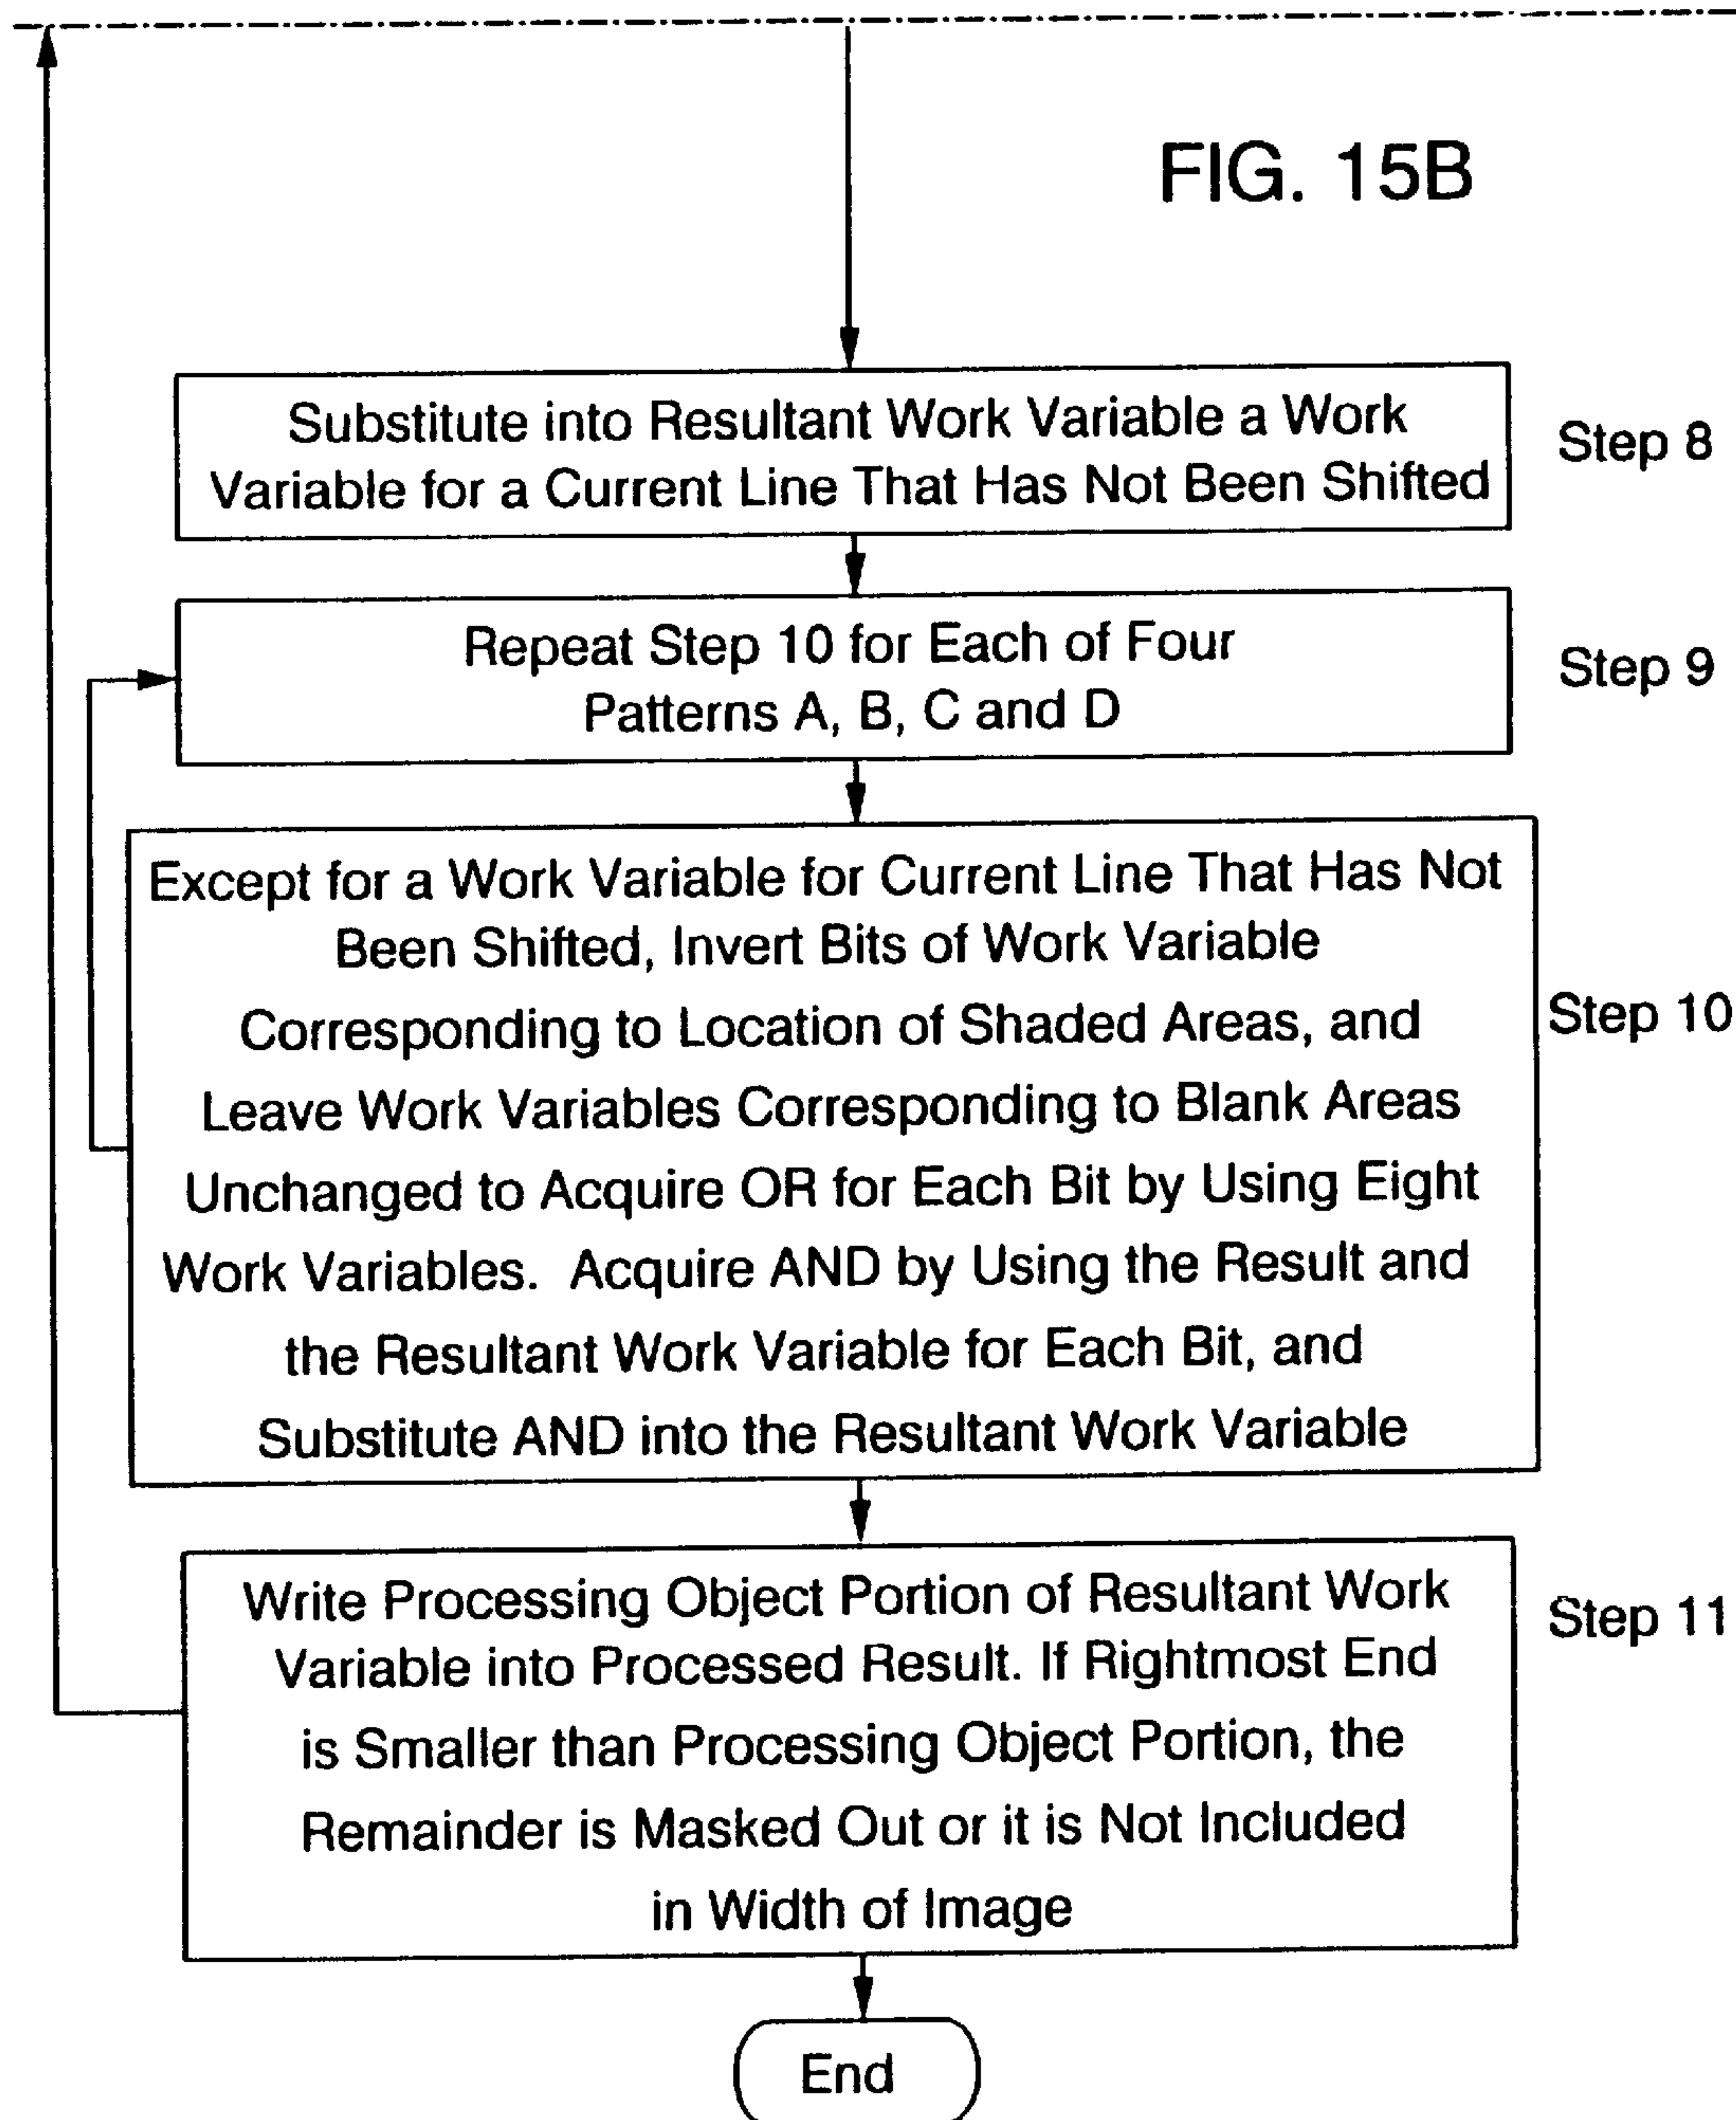 FIG. 15B
Substitute into Resultant Work Variable a Work
Variable for a Current Line That Has Not Been Shifted
Step 8
Repeat Step 10 for Each of Four
Patterns A, B, C and D
Step 9
Except for a Work Variable for Current Line That Has Not
Been Shifted, Invert Bits of Work Variable
Corresponding to Location of Shaded Areas, and
Leave Work Variables Corresponding to Blank Areas
Unchanged to Acquire OR for Each Bit by Using Eight
Work Variables. Acquire AND by Using the Result and
the Resultant Work Variable for Each Bit, and
Substitute AND into the Resultant Work Variable
Step 10
Write Processing Object Portion of Resultant Work
Variable into Processed Result. If Rightmost End
is Smaller than Processing Object Portion, the
Remainder is Masked Out or it is Not Included
in Width of Image
Step 11
End